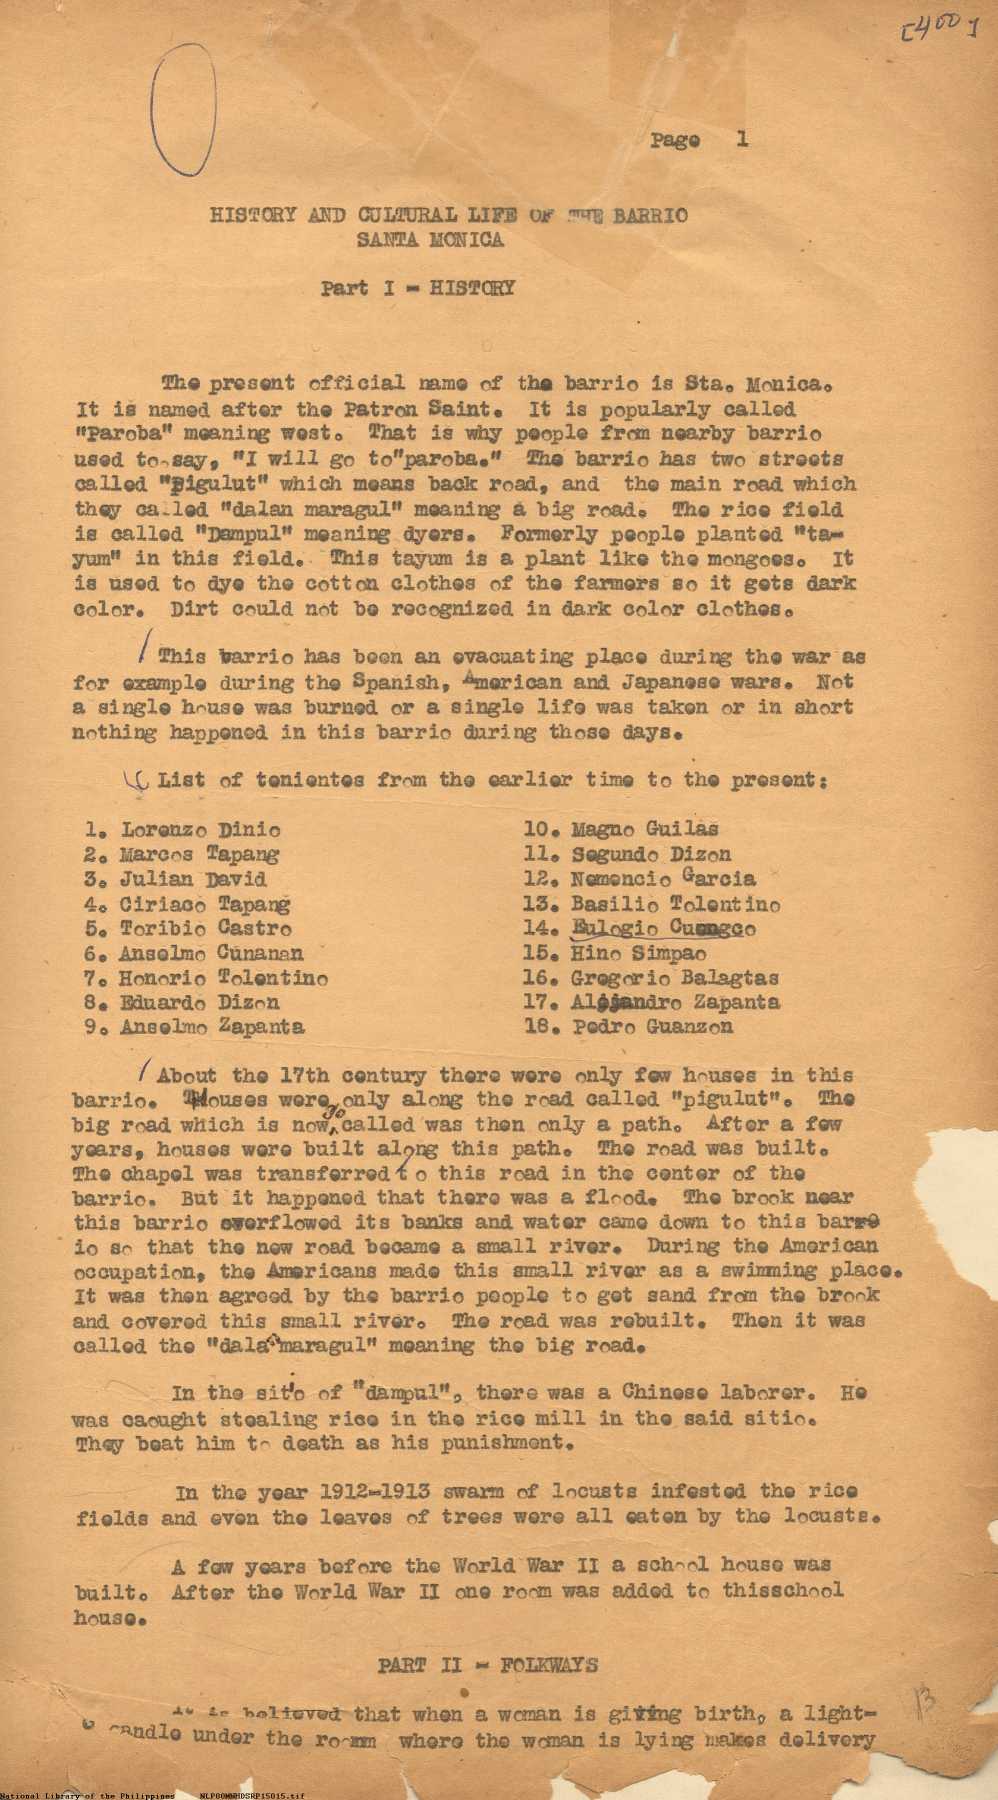 [400]
Page 1
HISTORY AND CULTURAL LIFE OF THE BARRIO
SANTA MONICA
Part I - HISTORY
The present official name of the barrio is Sta. Monica.
It is named after the Patron Saint. It is popularly called
"Paroba" meaning west. That is why people from nearby barrio
used to say, "I will go to"paroba." The barrio has two streets
called "pigulut" which means back road, and the main road which
they called "dalan maragul" meaning a big road. The rice field
is called "Dampul" meaning dyers. Formerly people planted "ta-
yum" in this field. This tayum is a plant like the mongoes. It
is used to dye the cotton clothes of the farmers so it gets dark
color. Dirt could not be recognized in dark color clothes.
This barrio has been an evacuating place during the war as
for example during the Spanish, American and Japanese wars. Not
a single house was burned or a single life was taken or in short
nothing happened in this barrio during those days.
List of tenientes from the earlier time to the present:
1. Lorenzo Dinio
2. Marcos Tapang
3. Julian David
4. Ciriaco Tapang
5. Toribio Castro
6. Anselmo Cunanan
7. Honorio Tolentino
8. Eduardo Dizon
9. Anselmo Zapanta
10. Magno Guilas
11. Segundo Dizon
12. Nemencio Garcia
13. Basilio Tolentino
14. Eulogio Cuengco
15. Hino Simpao
16. Gregorio Balagtas
17. Alejandro Zapanta
18. Pedro Guanzon
About the 17th century there were only few houses in this
barrio. Houses were only along the road called "pigulut". The
big road which is now so called was then only a path. After a few
years, houses were built along this path. The road was built.
The chapel was transferred to this road in the center of the
barrio. But it happened that there was a flood. The brook near
this barrio overflowed its banks and water came down to this barr
io so that the new road became a small river. During the American
occupation, the Americans made this small river as a swimming place.
It was then agreed by the barrio people to get sand from the brook
and covered this small river. The road was rebuilt. Then it was
called the "dalan maragul" meaning the big road.
In the sitio of "dampul", there was a Chinese laborer. He
was caought stealing rice in the rice mill in the said sitio.
They beat him to death as his punishment.
In the year 1912-1913 swarm of locusts infested the rice
fields and even the leaves of trees were all eaten by the locusts.
A few years before the World War II a school house was
built. After the World War II one room was added to thisschool
house.
PART II - FOLKWAYS
It is believed that when a woman is giving birth, a light-
candle under the room where the woman is lying makes delivery
13
National Library of the Philippines NLP00M0RMDSRP15015.tif